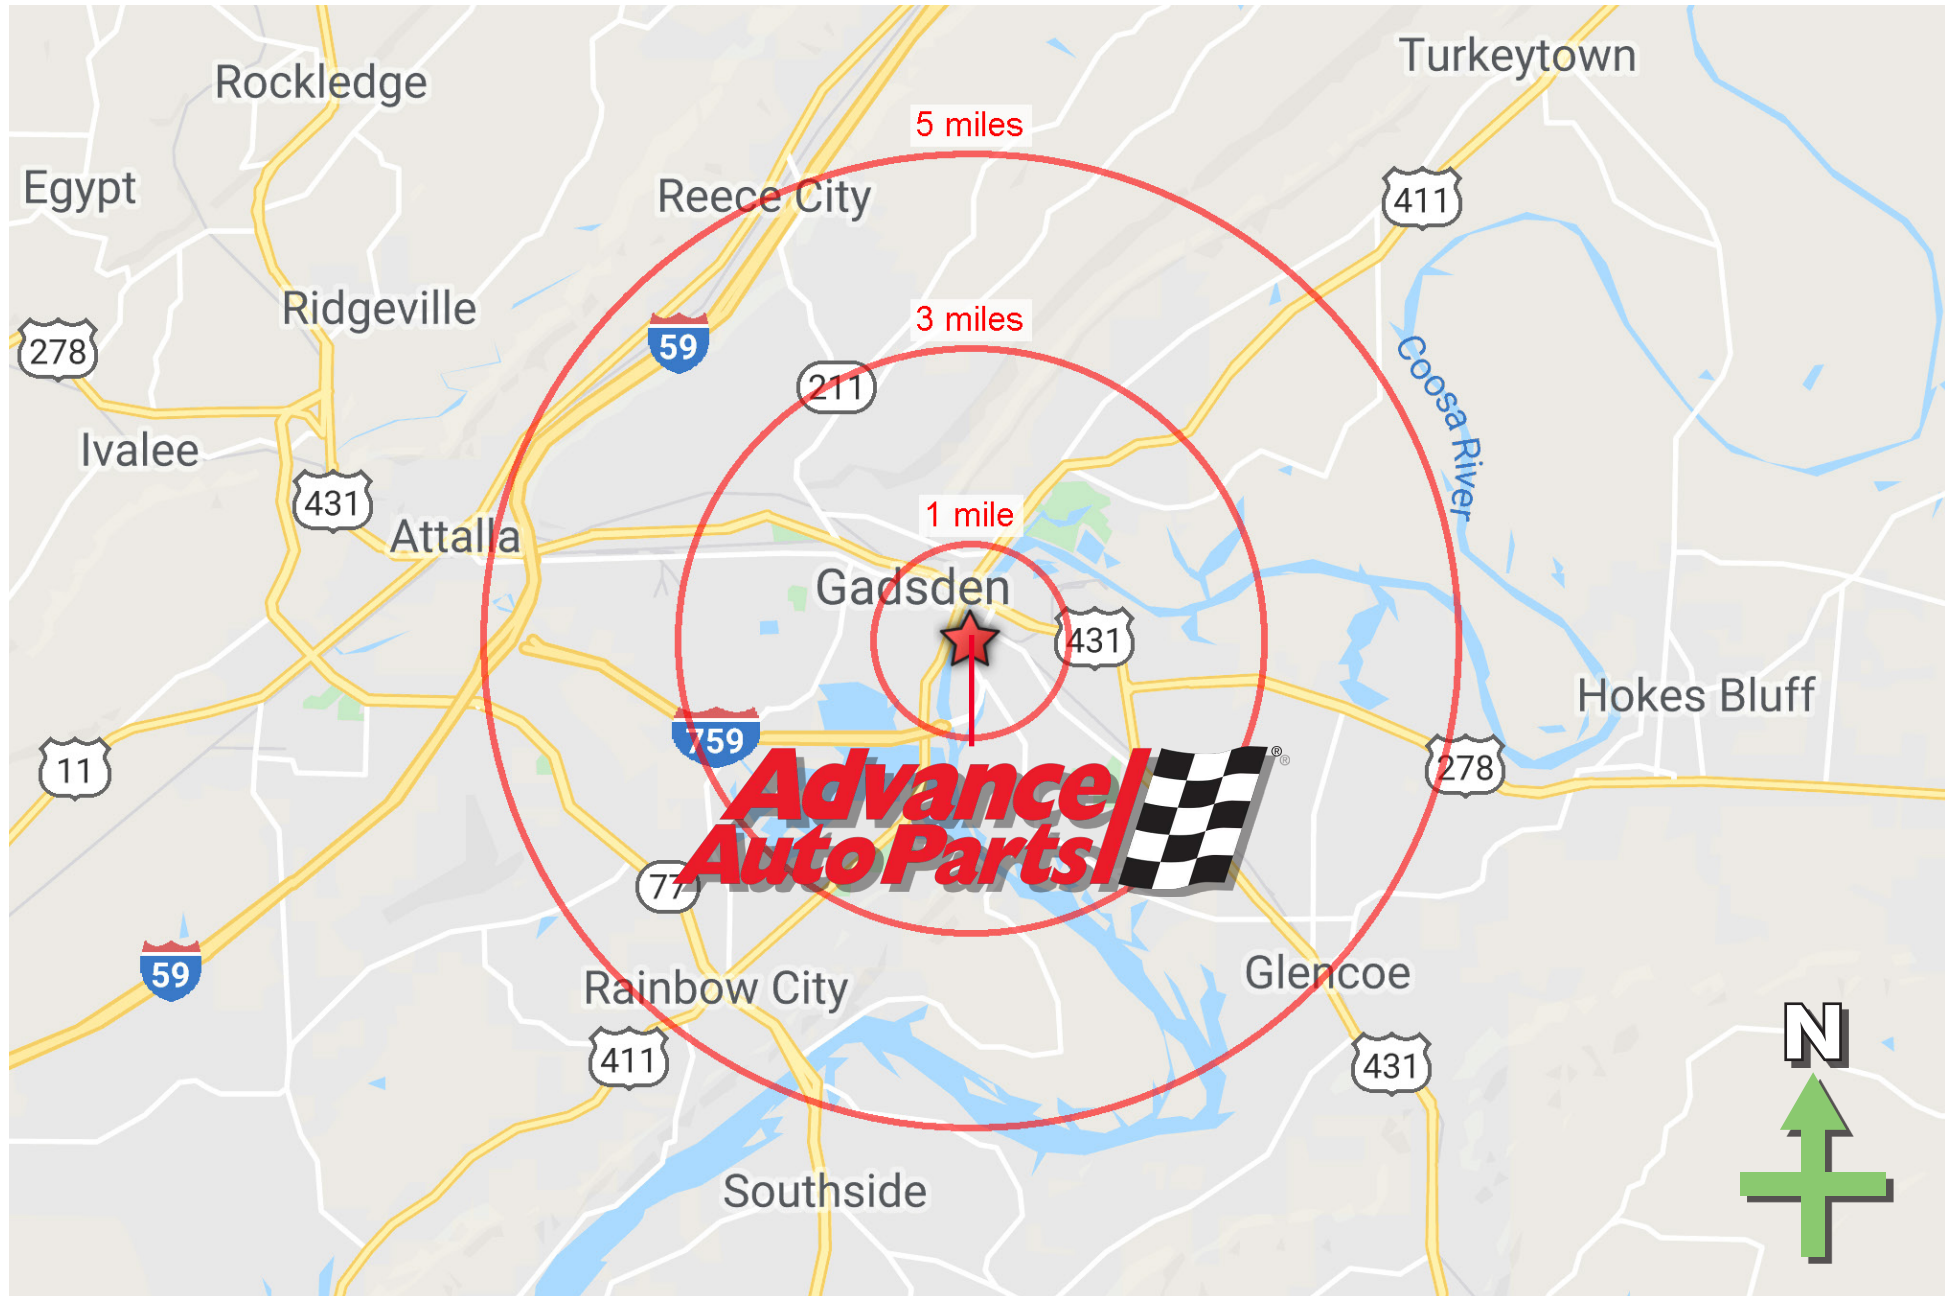 Turkeytown
Rockledge
5 miles
Egypt
Reece City
411
Ridgeville
3 miles
278
59
211
Coosa River
Ivalee
431
1 mile
Attalla
Gadsden
431
Hokes Bluff
759
11
278
Advance
Auto Parts
®
®
77
59
Rainbow City
Glencoe
N
411
431
Southside